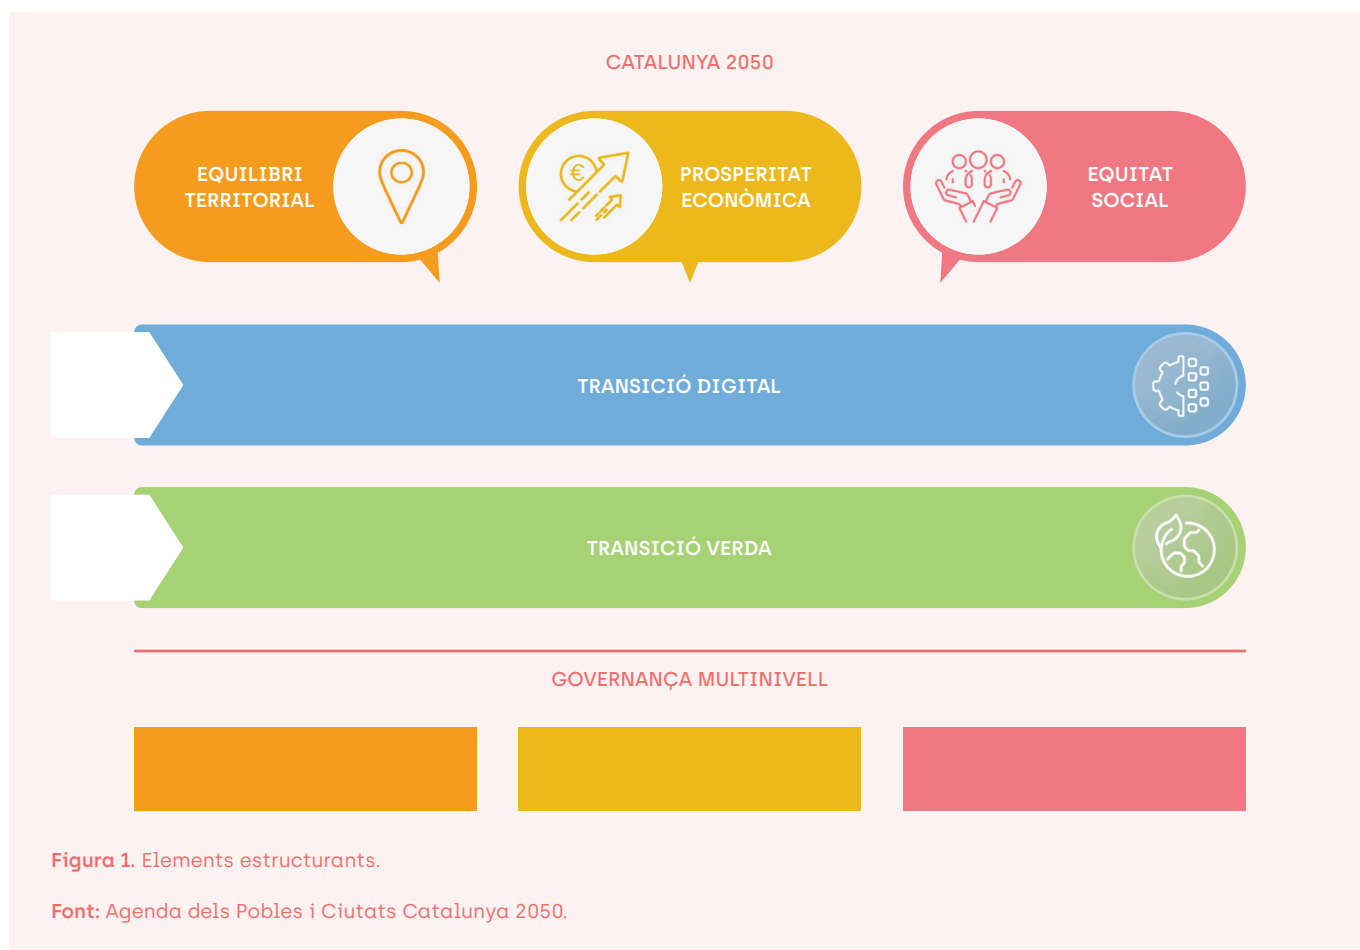 CATALUNYA 2050
EQUILIBRI
TERRITORIAL
€
PROSPERITAT
ECONÒMICA
EQUITAT
SOCIAL
TRANSICIÓ DIGITAL
TRANSICIÓ VERDA
GOVERNANÇA MULTINIVELL
Figura 1. Elements estructurants.
Font: Agenda dels Pobles i Ciutats Catalunya 2050.